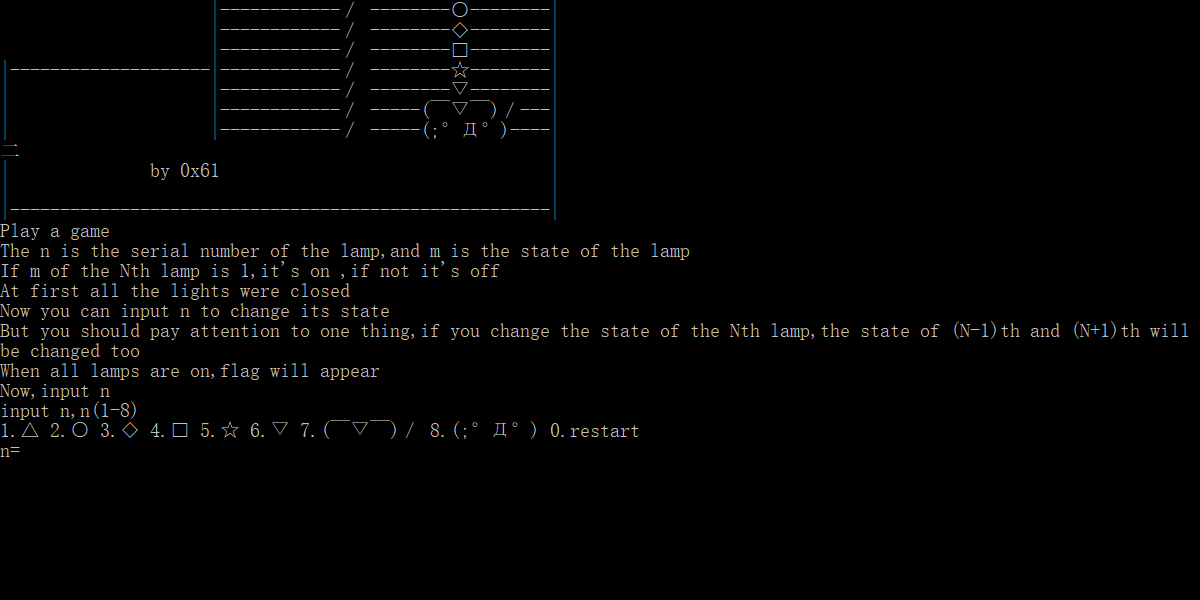 |------------ / --------○--------|
|------------ / --------◇--------|
|------------ / --------□--------|
|--------------------|------------ / --------☆--------|
|------------ / --------▽--------|
|------------ / -----(￣▽￣)/ ---|
|------------ / -----(;° Д° )----|
二
by 0x61
|------------------------------------------------------|
Play a game
The n is the serial number of the lamp,and m is the state of the lamp
If m of the Nth lamp is 1,it's on ,if not it's off
At first all the lights were closed
Now you can input n to change its state
But you should pay attention to one thing,if you change the state of the Nth lamp,the state of (N-1)th and (N+1)th will
be changed too
When all lamps are on,flag will appear
Now,input n
input n,n(1-8)
1.△ 2.○ 3.◇ 4.□ 5.☆ 6.▽ 7.(￣▽￣)/ 8.(;° Д° ) 0.restart
n=